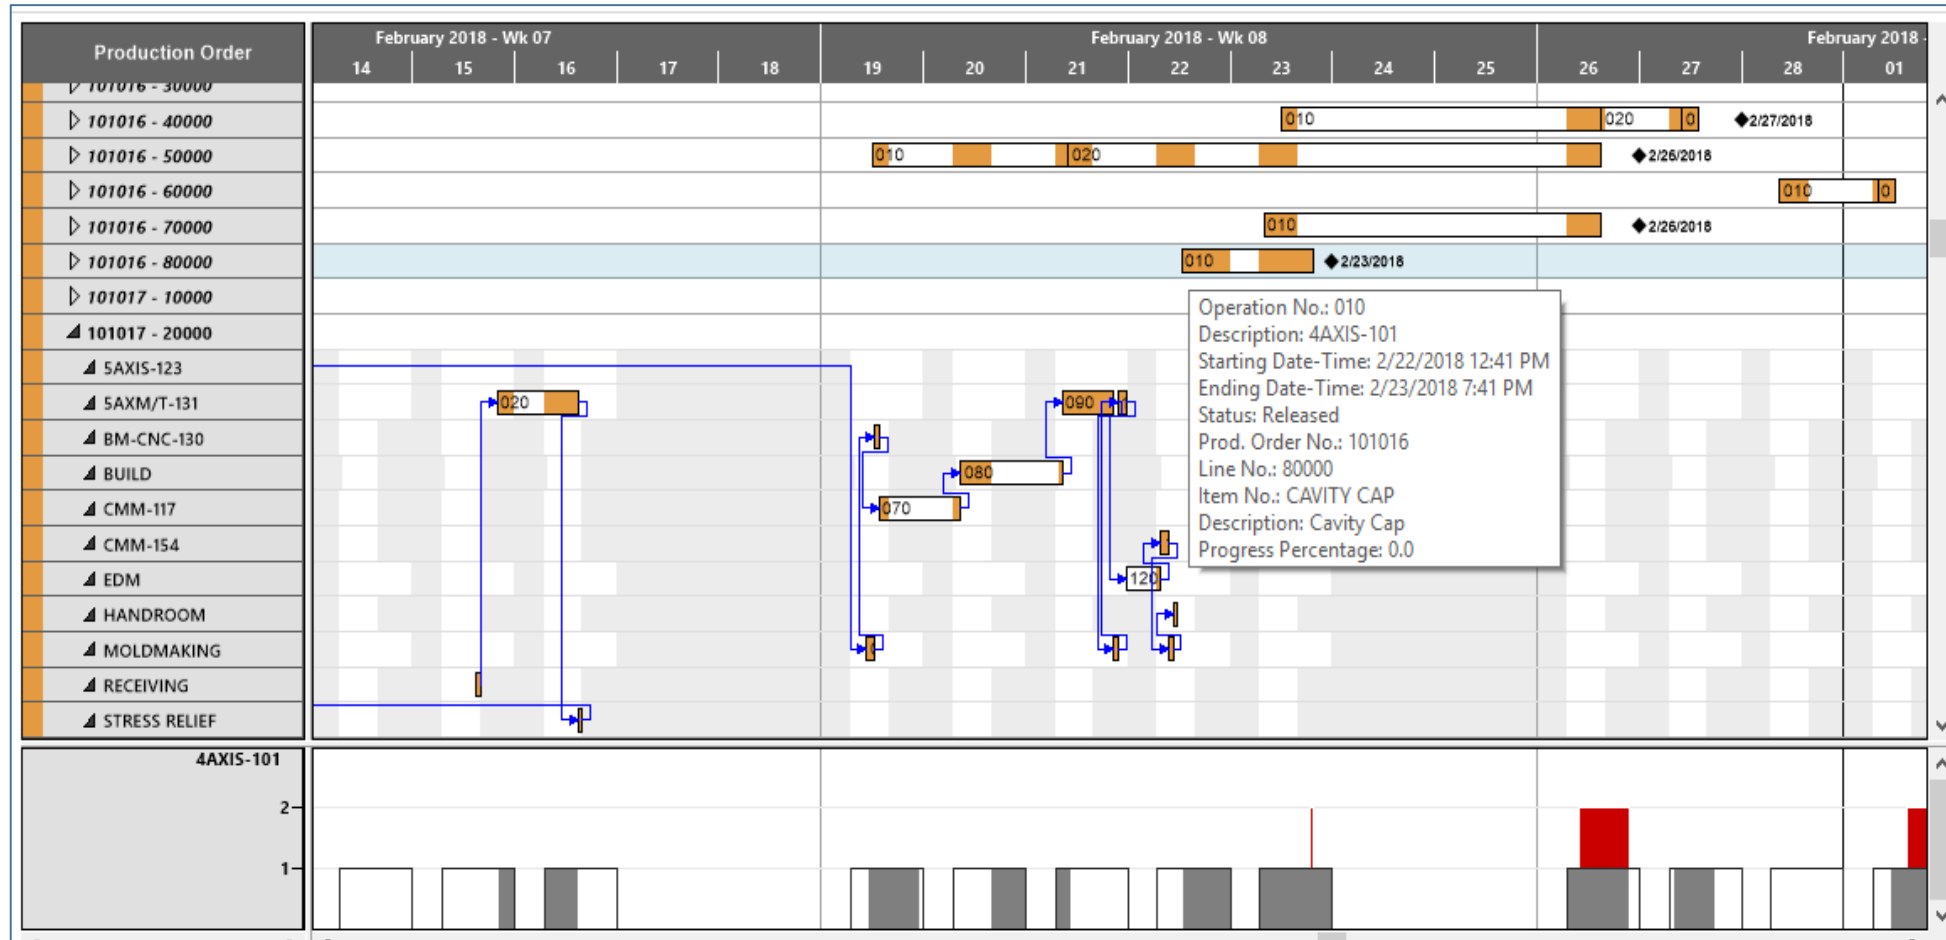 Production Order
February 2018 - Wk 07
February 2018 - Wk 08
February 2018 -
14 15 16 17 18 19 20 21 22 23 24 25 26 27 28 01
101016 - 30000
101016 - 40000
010 020 0 2/27/2018
101016 - 50000
010 020 2/26/2018
101016 - 60000
010 0
101016 - 70000
010 2/26/2018
101016 - 80000
010 2/23/2018
101017 - 10000
101017 - 20000
5AXIS-123
5AXM/T-131
020 090
BM-CNC-130
BUILD
080
CMM-117
070
CMM-154
EDM
120
HANDROOM
MOLDMAKING
RECEIVING
STRESS RELIEF
Operation No.: 010
Description: 4AXIS-101
Starting Date-Time: 2/22/2018 12:41 PM
Ending Date-Time: 2/23/2018 7:41 PM
Status: Released
Prod. Order No.: 101016
Line No.: 80000
Item No.: CAVITY CAP
Description: Cavity Cap
Progress Percentage: 0.0
4AXIS-101
2
1